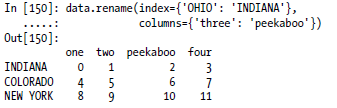 In [150]: data.rename(index={'OHIO': 'INDIANA'},
.....: columns={'three': 'peekaboo'})
Out[150]:
one two peekaboo four
INDIANA 0 1 2 3
COLORADO 4 5 6 7
NEW YORK 8 9 10 11